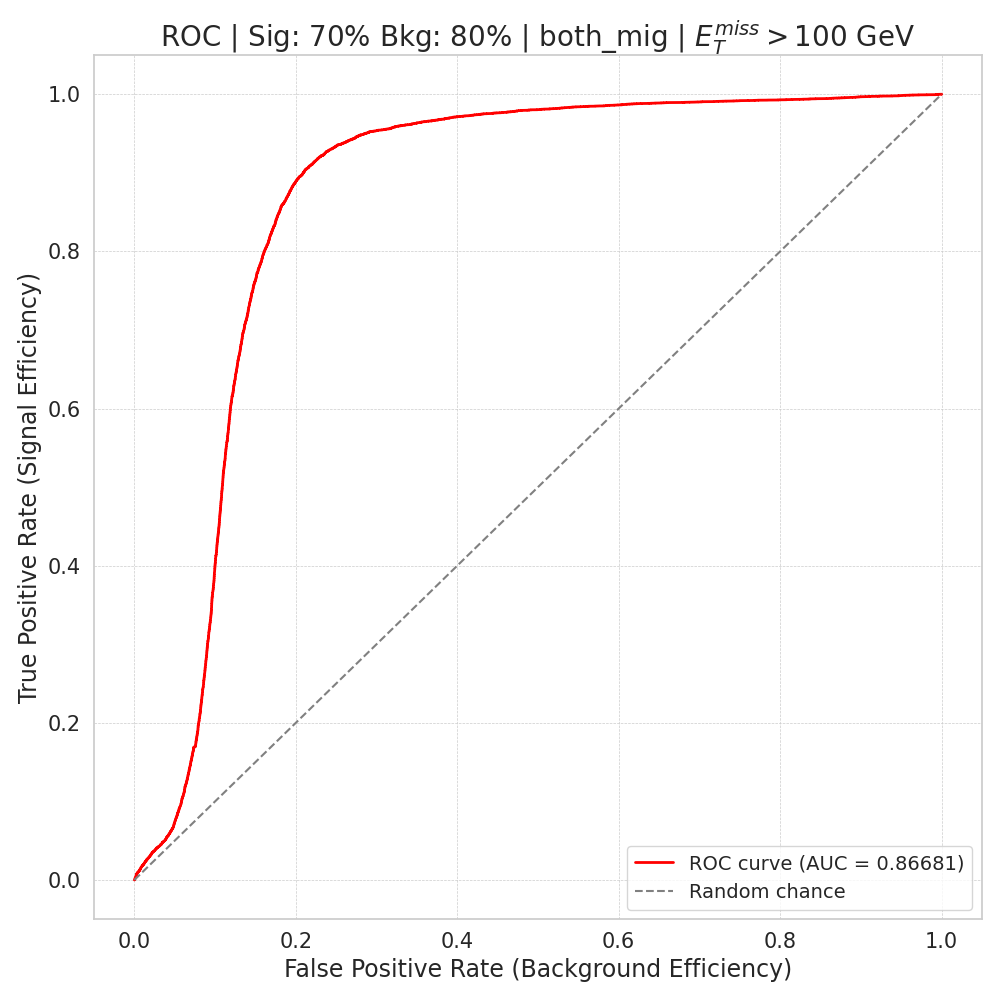 ROC | Sig: 70% Bkg: 80% | both_mig | $E_T^{miss} > 100$ GeV
True Positive Rate (Signal Efficiency)
1.0
0.8
0.6
0.4
0.2
0.0
ROC curve (AUC = 0.86681)
Random chance
0.0 0.2 0.4 0.6 0.8 1.0
False Positive Rate (Background Efficiency)